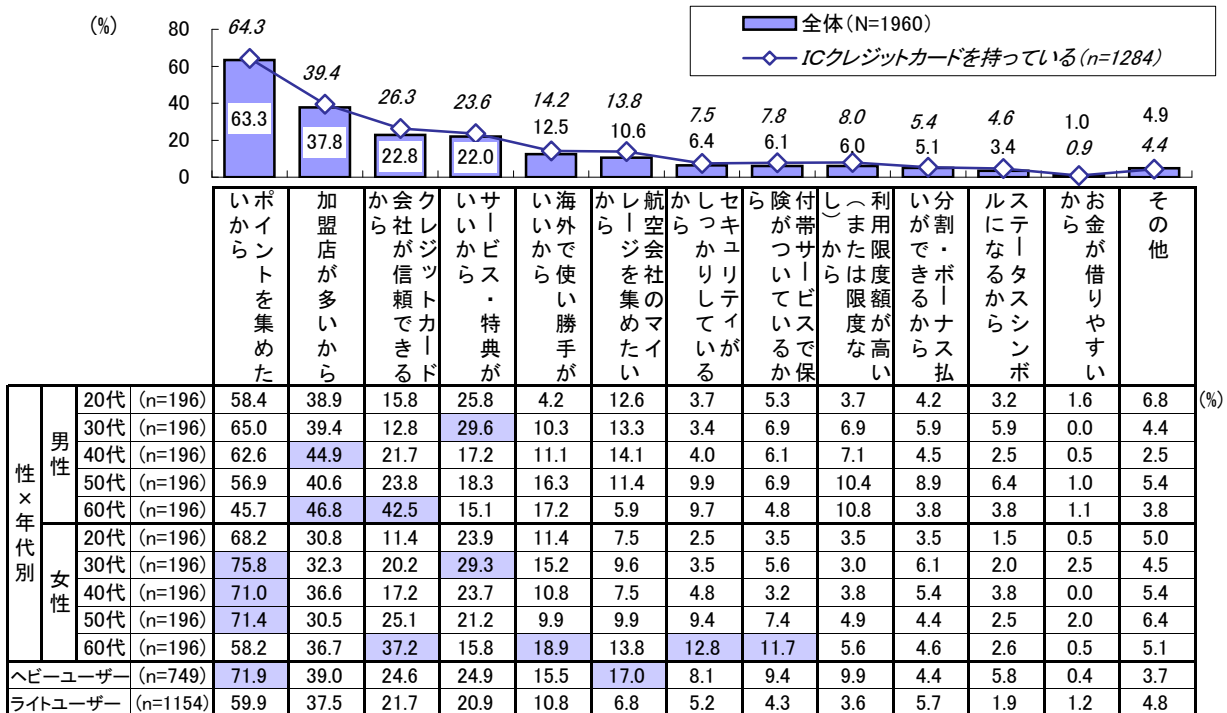 (%)
全体(N=1960)
ICクレジットカードを持っている(n=1284)
80
60
40
20
0
64.3 39.4 26.3 23.6 14.2 13.8 7.5 7.8 8.0 5.4 4.6 1.0 4.9
63.3 37.8 22.8 22.0 12.5 10.6 6.4 6.1 6.0 5.1 3.4 0.9 4.4
ポイントを集めた
いから
加盟店が多いから
クレジットカード
会社が信頼できる
から
サービス・特典が
いいから
海外で使い勝手が
いいから
航空会社のマイ
レージを集めたい
から
セキュリティが
しっかりしている
から
付帯サービスで保
険がついているか
ら
利用限度額が高い
(または限度な
し)から
分割・ボーナス払
いができるから
ステータスシンボ
ルになるから
お金が借りやすい
から
その他
(%)
性×年代別
男性
20代 (n=196) 58.4 38.9 15.8 25.8 4.2 12.6 3.7 5.3 3.7 4.2 3.2 1.6 6.8
30代 (n=196) 65.0 39.4 12.8 29.6 10.3 13.3 3.4 6.9 6.9 5.9 5.9 0.0 4.4
40代 (n=196) 62.6 44.9 21.7 17.2 11.1 14.1 4.0 6.1 7.1 4.5 2.5 0.5 2.5
50代 (n=196) 56.9 40.6 23.8 18.3 16.3 11.4 9.9 6.9 10.4 8.9 6.4 1.0 5.4
60代 (n=196) 45.7 46.8 42.5 15.1 17.2 5.9 9.7 4.8 10.8 3.8 3.8 1.1 3.8
女性
20代 (n=196) 68.2 30.8 11.4 23.9 11.4 7.5 2.5 3.5 3.5 3.5 1.5 0.5 5.0
30代 (n=196) 75.8 32.3 20.2 29.3 15.2 9.6 3.5 5.6 3.0 6.1 2.0 2.5 4.5
40代 (n=196) 71.0 36.6 17.2 23.7 10.8 7.5 4.8 3.2 3.8 5.4 3.8 0.0 5.4
50代 (n=196) 71.4 30.5 25.1 21.2 9.9 9.9 9.4 7.4 4.9 4.4 2.5 2.0 6.4
60代 (n=196) 58.2 36.7 37.2 15.8 18.9 13.8 12.8 11.7 5.6 4.6 2.6 0.5 5.1
ヘビーユーザー (n=749) 71.9 39.0 24.6 24.9 15.5 17.0 8.1 9.4 9.9 4.4 5.8 0.4 3.7
ライトユーザー (n=1154) 59.9 37.5 21.7 20.9 10.8 6.8 5.2 4.3 3.6 5.7 1.9 1.2 4.8